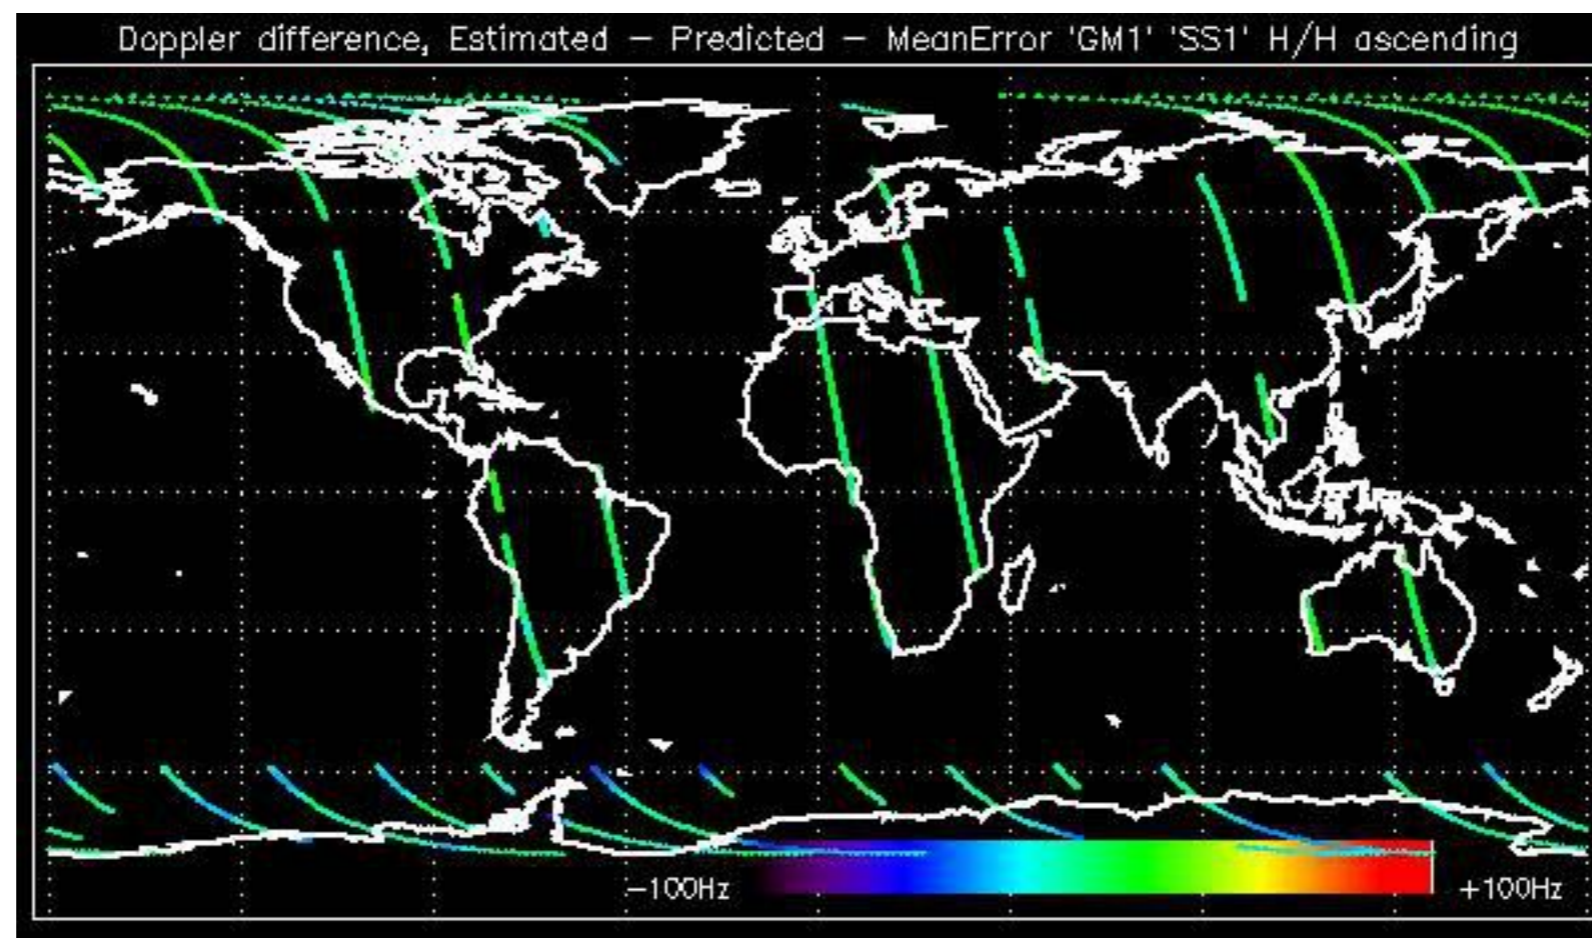 Doppler difference, Estimated – Predicted – MeanError 'GM1' 'SS1' H/H ascending
-100Hz
+100Hz